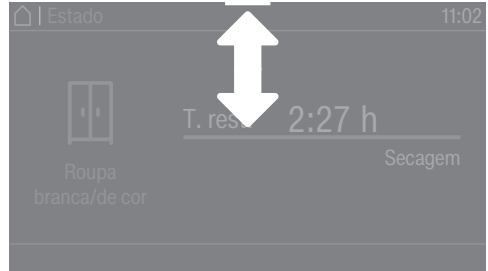 | Estado 11:02
T. rest. 2:27 h
Secagem
Roupa
branca/de cor